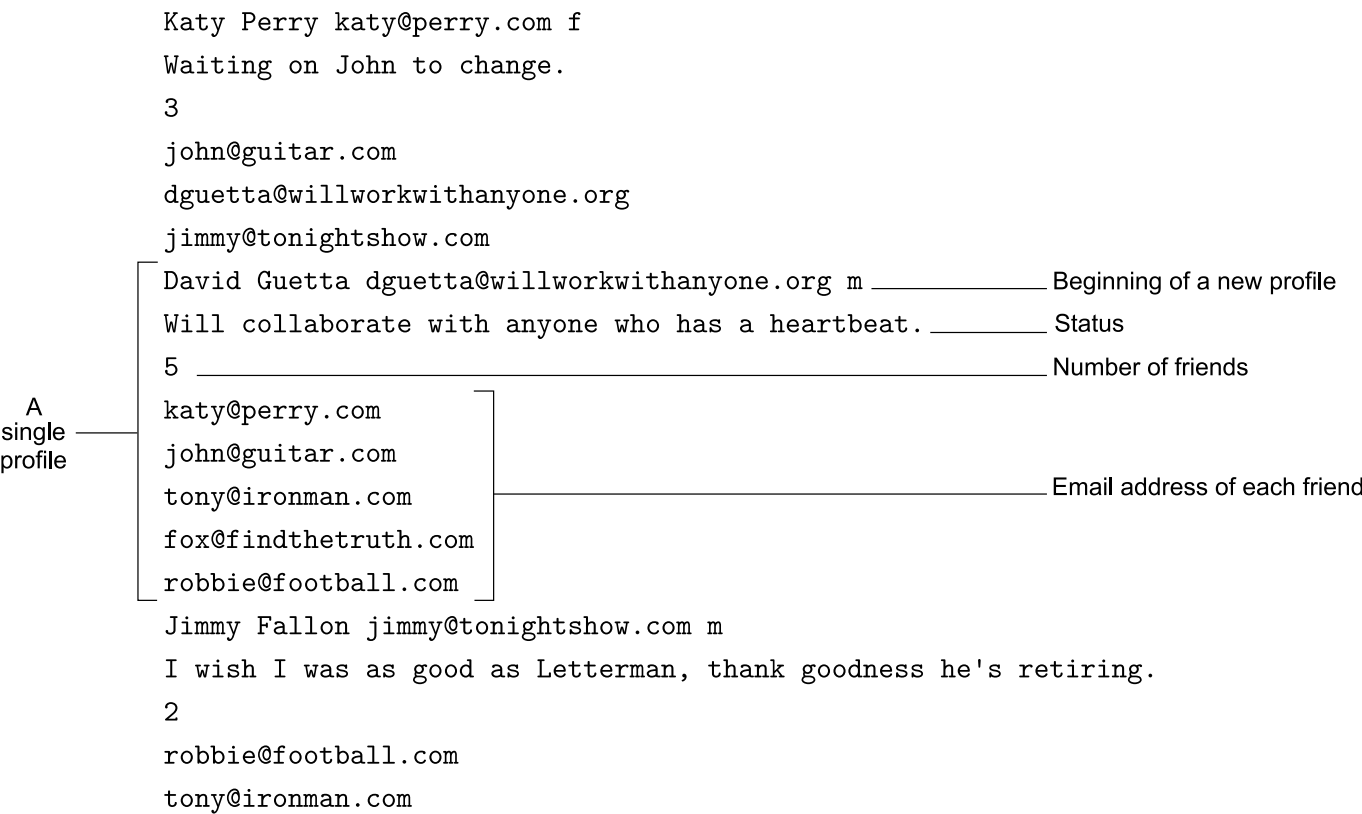 Katy Perry katy@perry.com f
Waiting on John to change.
3
john@guitar.com
dguetta@willworkwithanyone.org
jimmy@tonightshow.com
David Guetta dguetta@willworkwithanyone.org m Beginning of a new profile
Will collaborate with anyone who has a heartbeat. Status
5 Number of friends
katy@perry.com
john@guitar.com
tony@ironman.com
fox@findthetruth.com
robbie@football.com
A
single
profile
Email address of each friend
Jimmy Fallon jimmy@tonightshow.com m
I wish I was as good as Letterman, thank goodness he's retiring.
2
robbie@football.com
tony@ironman.com